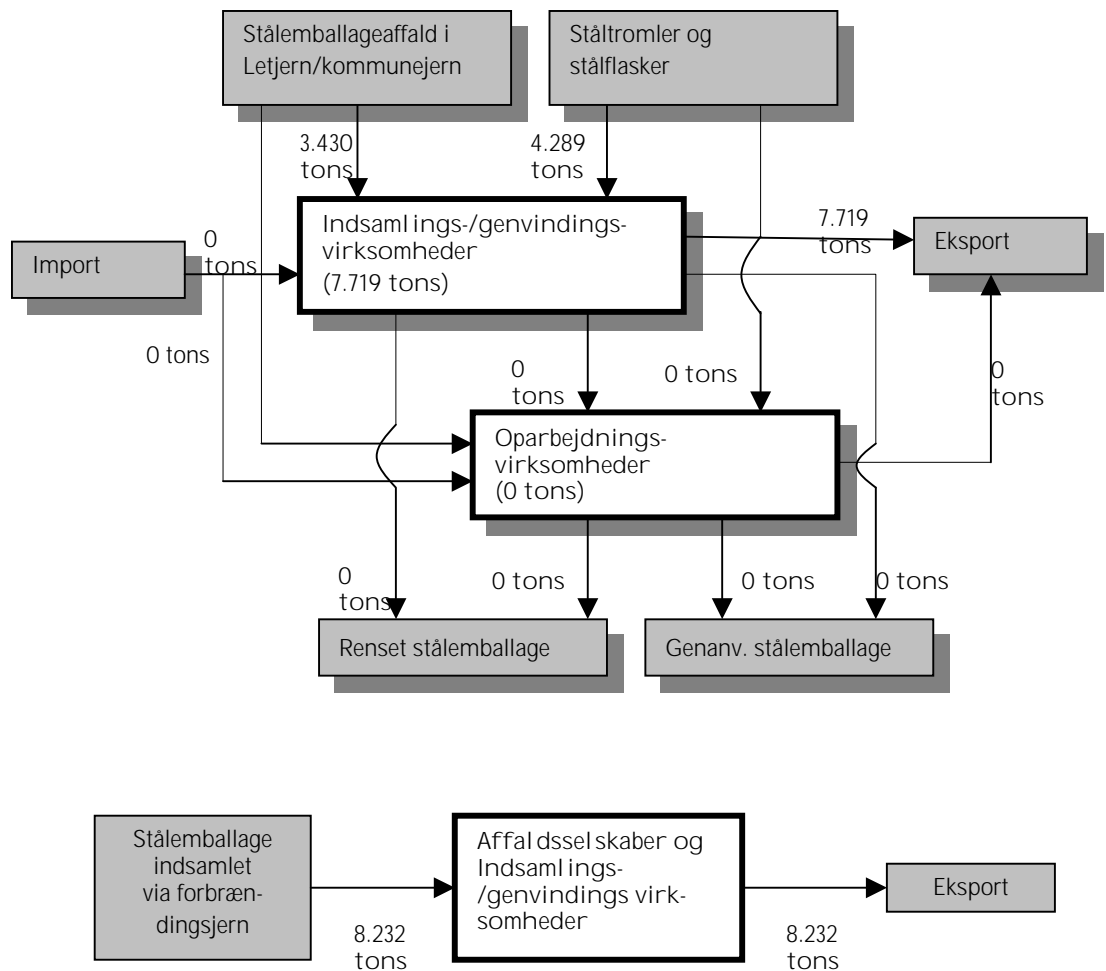 Stålemballageaffald i
Letjern/kommunejern
Ståltromler og
stålflasker
3.430
tons
4.289
tons
Indsamlings-/genvindings-
virksomheder
(7.719 tons)
7.719
tons
Eksport
0
tons
Import
0 tons
0
tons
0 tons
0
tons
Oparbejdnings-
virksomheder
(0 tons)
0
tons
0 tons
0 tons
0 tons
Renset stålemballage
Genanv. stålemballage
Stålemballage
indsamlet
via forbræn-
dingsjern
Affaldsselskaber og
Indsamlings-
/genvindings virk-
somheder
Eksport
8.232
tons
8.232
tons